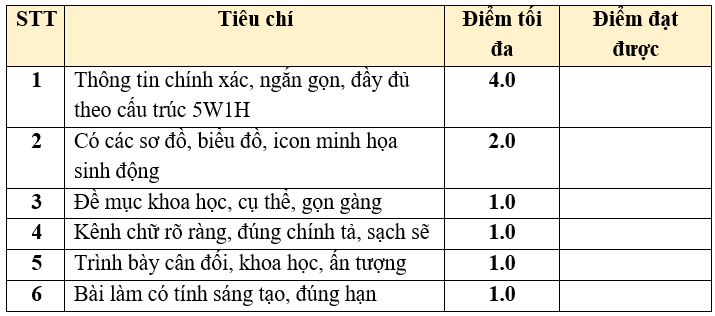 STT Tiêu chí Điểm tối đa Điểm đạt được
1 Thông tin chính xác, ngắn gọn, đầy đủ 4.0
theo cấu trúc 5W1H
2 Có các sơ đồ, biểu đồ, icon minh họa 2.0
sinh động
3 Đề mục khoa học, cụ thể, gọn gàng 1.0
4 Kênh chữ rõ ràng, đúng chính tả, sạch sẽ 1.0
5 Trình bày cân đối, khoa học, ấn tượng 1.0
6 Bài làm có tính sáng tạo, đúng hạn 1.0